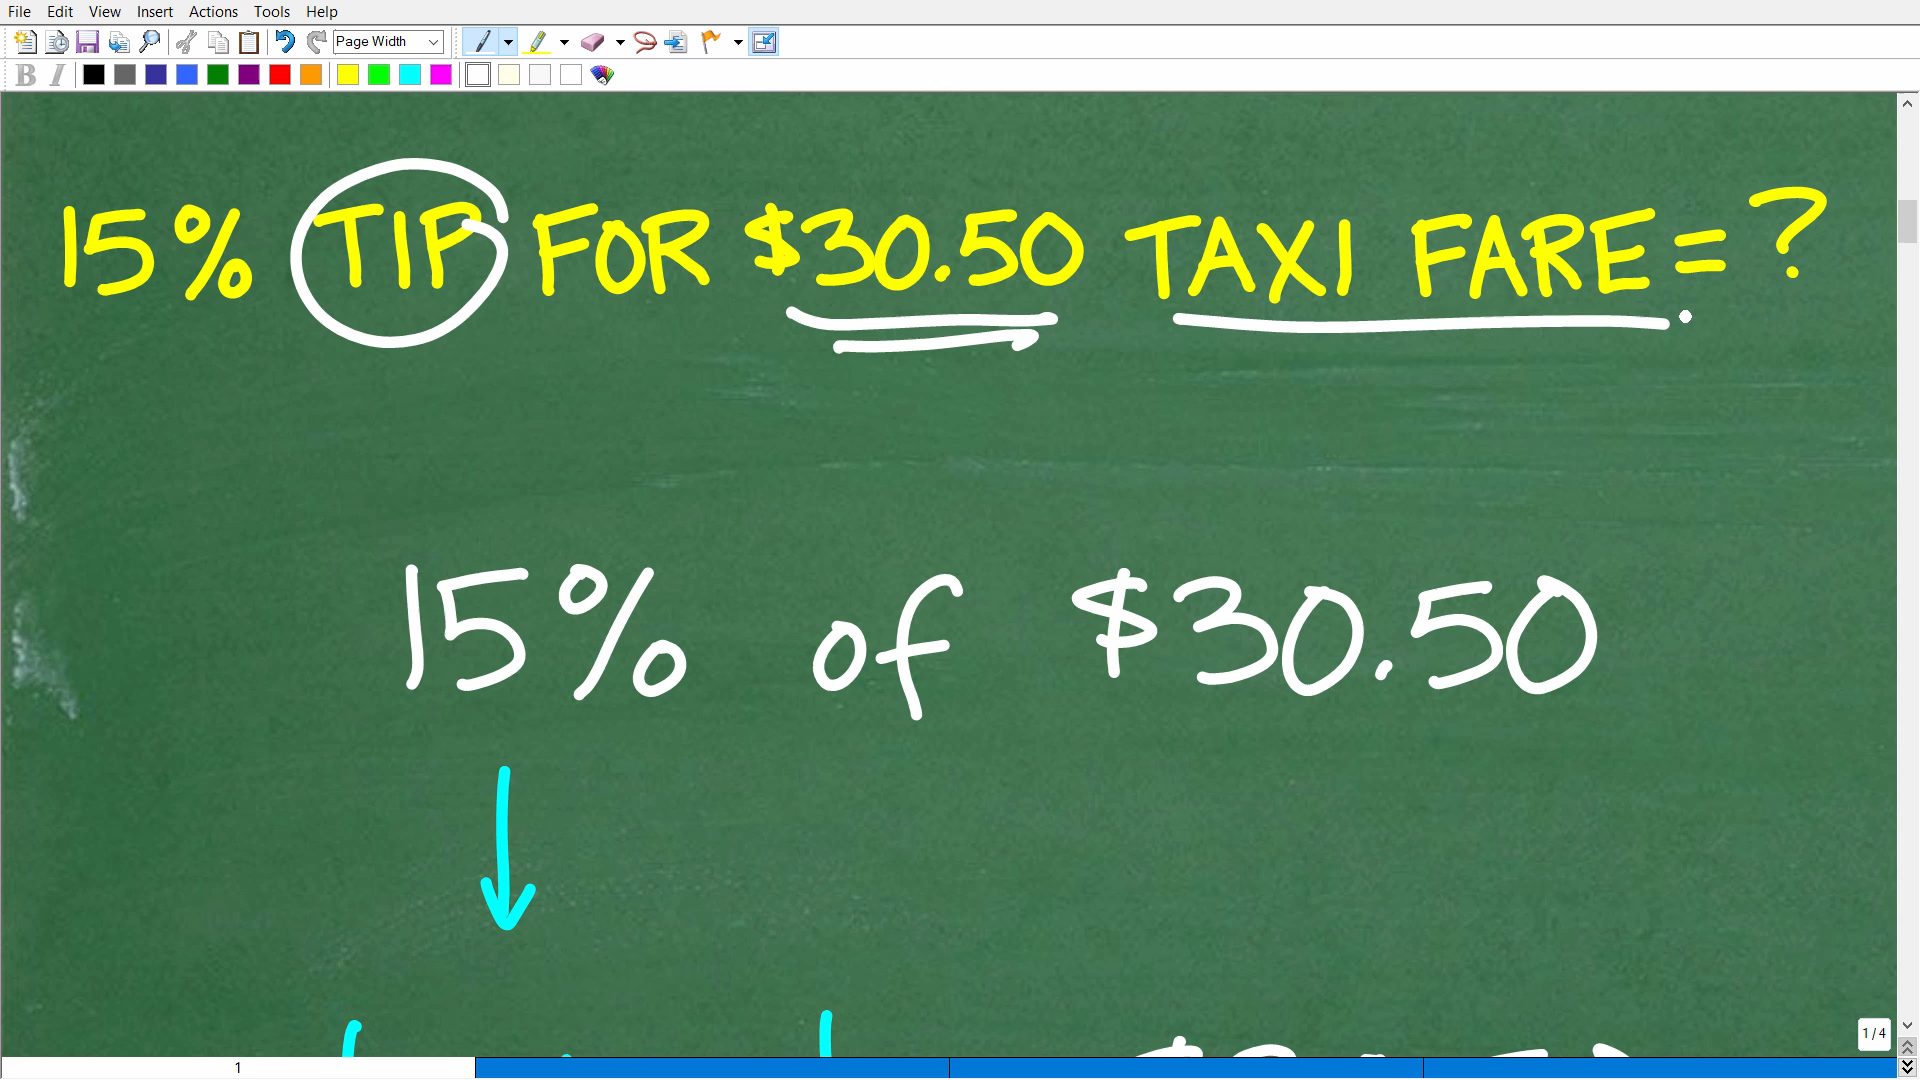 File Edit View Insert Actions Tools Help
Page Width
B I
15% TIP FOR $30.50 TAXI FARE = ?
15% of $30.50
1 / 4
1